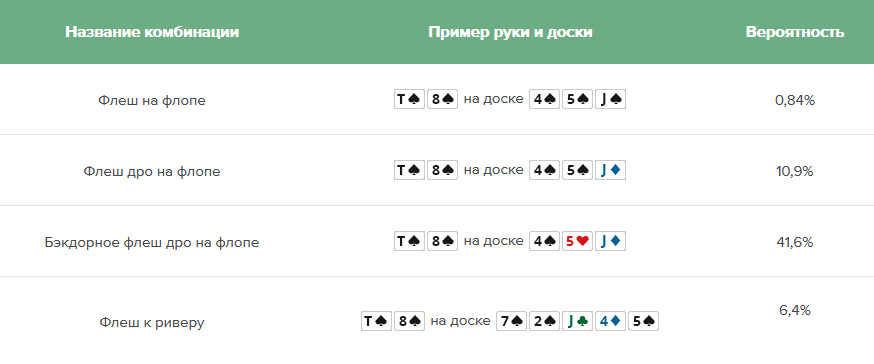 Название комбинации Пример руки и доски Вероятность
Флеш на флопе T♠ 8♠ на доске 4♠ 5♠ J♠ 0,84%
Флеш дро на флопе T♠ 8♠ на доске 4♠ 5♠ J♦ 10,9%
Бэкдорное флеш дро на флопе T♠ 8♠ на доске 4♠ 5♥ J♦ 41,6%
Флеш к риверу T♠ 8♠ на доске 7♠ 2♠ J♣ 4♦ 5♠ 6,4%